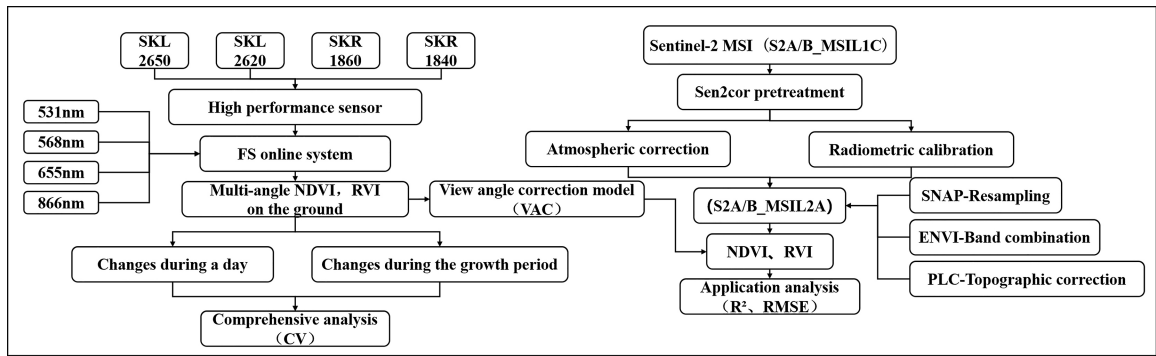 SKL
2650
SKL
2620
SKR
1860
SKR
1840
High performance sensor
531nm
568nm
655nm
866nm
FS online system
Multi-angle NDVI，RVI
on the ground
View angle correction model
（VAC）
Changes during a day
Changes during the growth period
Comprehensive analysis
（CV）
Sentinel-2 MSI（S2A/B_MSIL1C）
Sen2cor pretreatment
Atmospheric correction
Radiometric calibration
（S2A/B_MSIL2A）
SNAP-Resampling
ENVI-Band combination
PLC-Topographic correction
NDVI、RVI
Application analysis
（R²、RMSE）